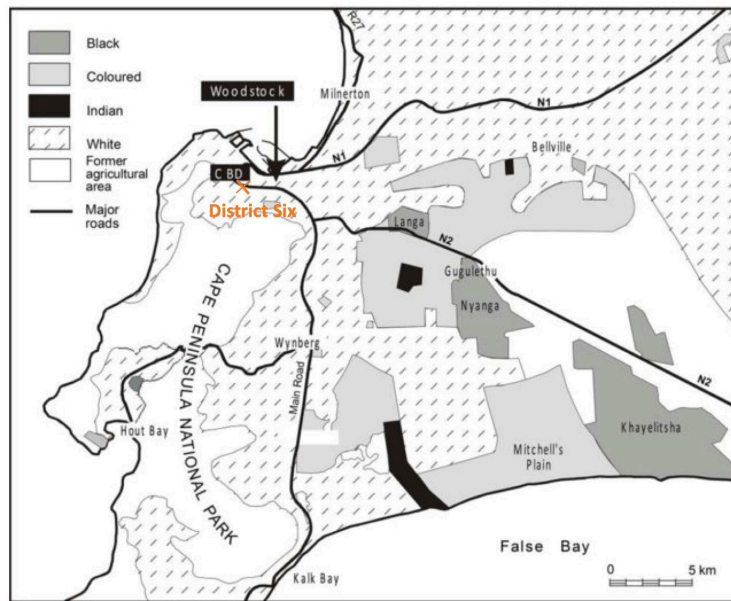 Black
Coloured
Indian
White
Former
agricultural
area
Major
roads
R27
Woodstock
Milnerton
N1
N1
Bellville
CBD
District Six
Langa
N2
Gugulethu
Nyanga
CAPE PENINSULA NATIONAL PARK
Wynberg
Main Road
N2
Khayelitsha
Hout Bay
Mitchell's
Plain
False Bay
Kalk Bay
0 5 km